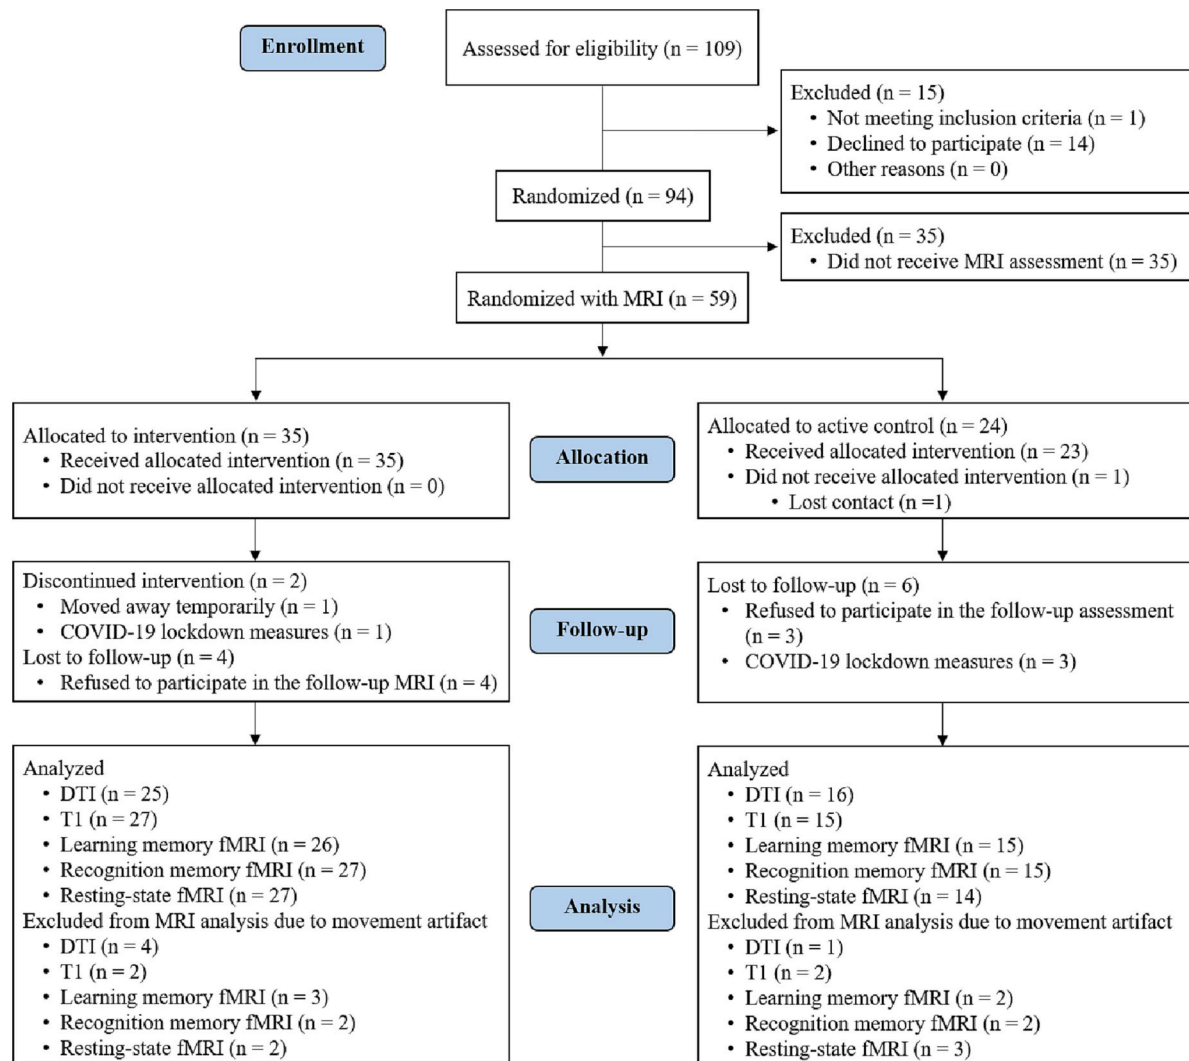 Enrollment
Assessed for eligibility (n = 109)
Excluded (n = 15)
• Not meeting inclusion criteria (n = 1)
• Declined to participate (n = 14)
• Other reasons (n = 0)
Randomized (n = 94)
Excluded (n = 35)
• Did not receive MRI assessment (n = 35)
Randomized with MRI (n = 59)
Allocated to intervention (n = 35)
• Received allocated intervention (n = 35)
• Did not receive allocated intervention (n = 0)
Allocation
Allocated to active control (n = 24)
• Received allocated intervention (n = 23)
• Did not receive allocated intervention (n = 1)
• Lost contact (n =1)
Discontinued intervention (n = 2)
• Moved away temporarily (n = 1)
• COVID-19 lockdown measures (n = 1)
Lost to follow-up (n = 4)
• Refused to participate in the follow-up MRI (n = 4)
Follow-up
Lost to follow-up (n = 6)
• Refused to participate in the follow-up assessment
(n = 3)
• COVID-19 lockdown measures (n = 3)
Analyzed
• DTI (n = 25)
• T1 (n = 27)
• Learning memory fMRI (n = 26)
• Recognition memory fMRI (n = 27)
• Resting-state fMRI (n = 27)
Excluded from MRI analysis due to movement artifact
• DTI (n = 4)
• T1 (n = 2)
• Learning memory fMRI (n = 3)
• Recognition memory fMRI (n = 2)
• Resting-state fMRI (n = 2)
Analysis
Analyzed
• DTI (n = 16)
• T1 (n = 15)
• Learning memory fMRI (n = 15)
• Recognition memory fMRI (n = 15)
• Resting-state fMRI (n = 14)
Excluded from MRI analysis due to movement artifact
• DTI (n = 1)
• T1 (n = 2)
• Learning memory fMRI (n = 2)
• Recognition memory fMRI (n = 2)
• Resting-state fMRI (n = 3)